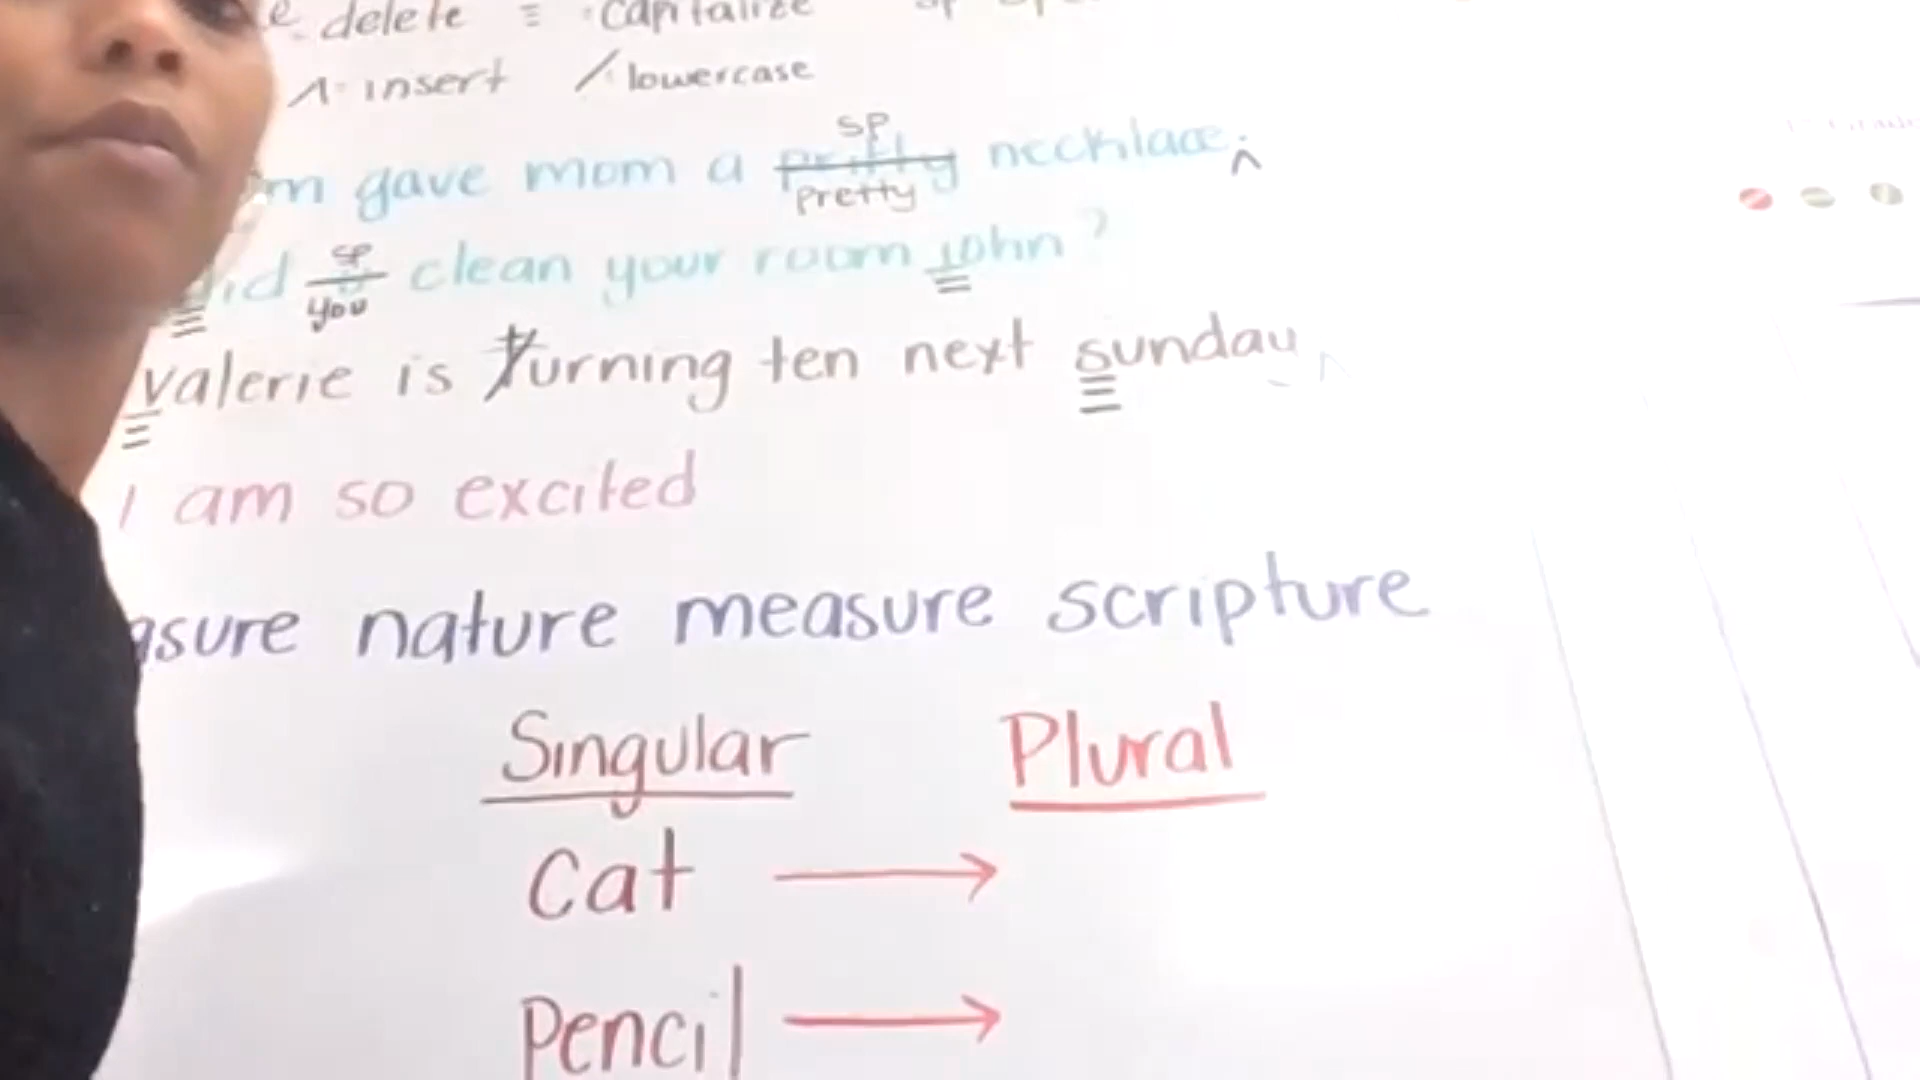 delete ≡ capitalize
^ insert / lowercase
sp
gave mom a pretty necklace.
did sp you clean your room john?
valerie is turning ten next sunday
I am so excited
asure nature measure scripture
Singular Plural
Cat →
Pencil →